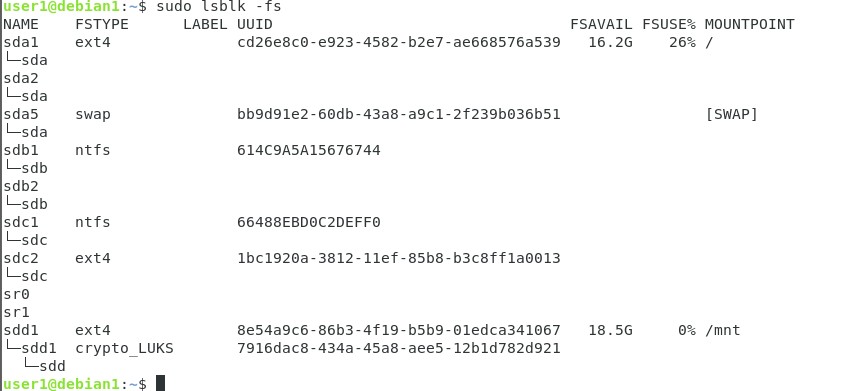 user1@debian1:~$ sudo lsblk -fs
NAME FSTYPE LABEL UUID FSAVAIL FSUSE% MOUNTPOINT
sda1 ext4 cd26e8c0-e923-4582-b2e7-ae668576a539 16.2G 26% /
└─sda
sda2
└─sda
sda5 swap bb9d91e2-60db-43a8-a9c1-2f239b036b51 [SWAP]
└─sda
sdb1 ntfs 614C9A5A15676744
└─sdb
sdb2
└─sdb
sdc1 ntfs 66488EBD0C2DEFF0
└─sdc
sdc2 ext4 1bc1920a-3812-11ef-85b8-b3c8ff1a0013
└─sdc
sr0
sr1
sdd1 ext4 8e54a9c6-86b3-4f19-b5b9-01edca341067 18.5G 0% /mnt
└─sdd1 crypto_LUKS 7916dac8-434a-45a8-aee5-12b1d782d921
└─sdd
user1@debian1:~$